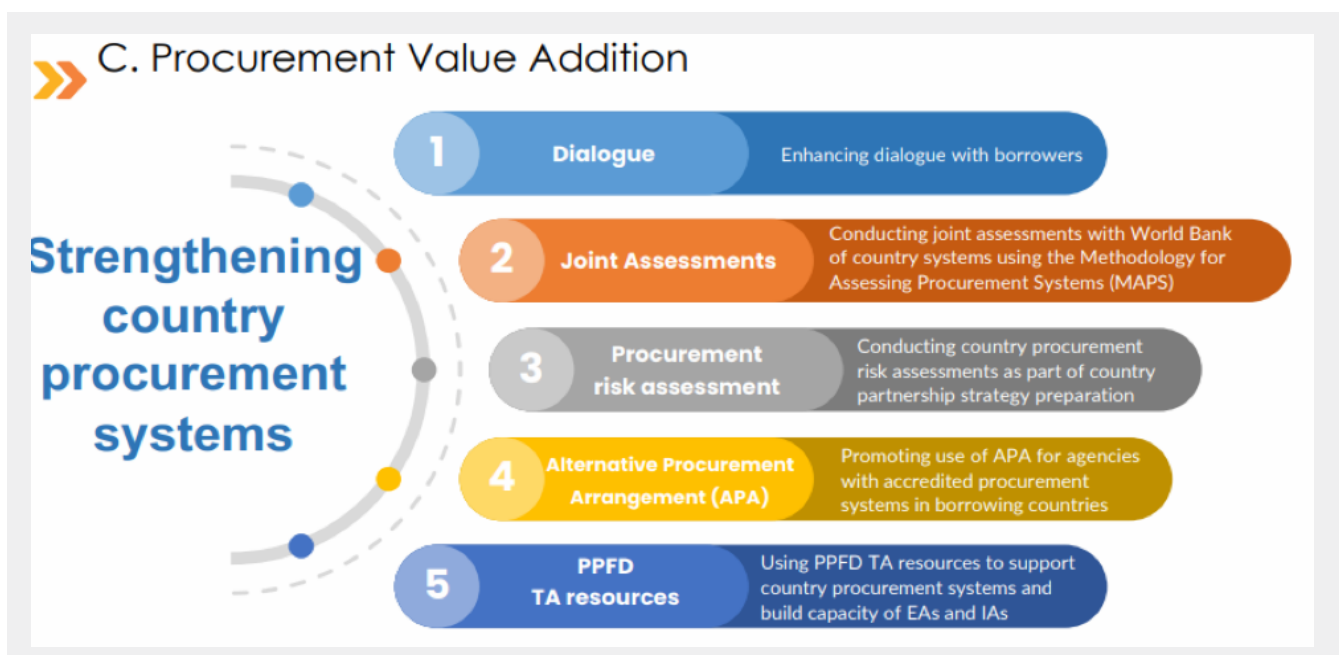 C. Procurement Value Addition
Strengthening
country
procurement
systems
1
Dialogue
Enhancing dialogue with borrowers
2
Joint Assessments
Conducting joint assessments with World Bank
of country systems using the Methodology for
Assessing Procurement Systems (MAPS)
3
Procurement
risk assessment
Conducting country procurement
risk assessments as part of country
partnership strategy preparation
4
Alternative Procurement
Arrangement (APA)
Promoting use of APA for agencies
with accredited procurement
systems in borrowing countries
5
PPFD
TA resources
Using PPFD TA resources to support
country procurement systems and
build capacity of EAs and IAs